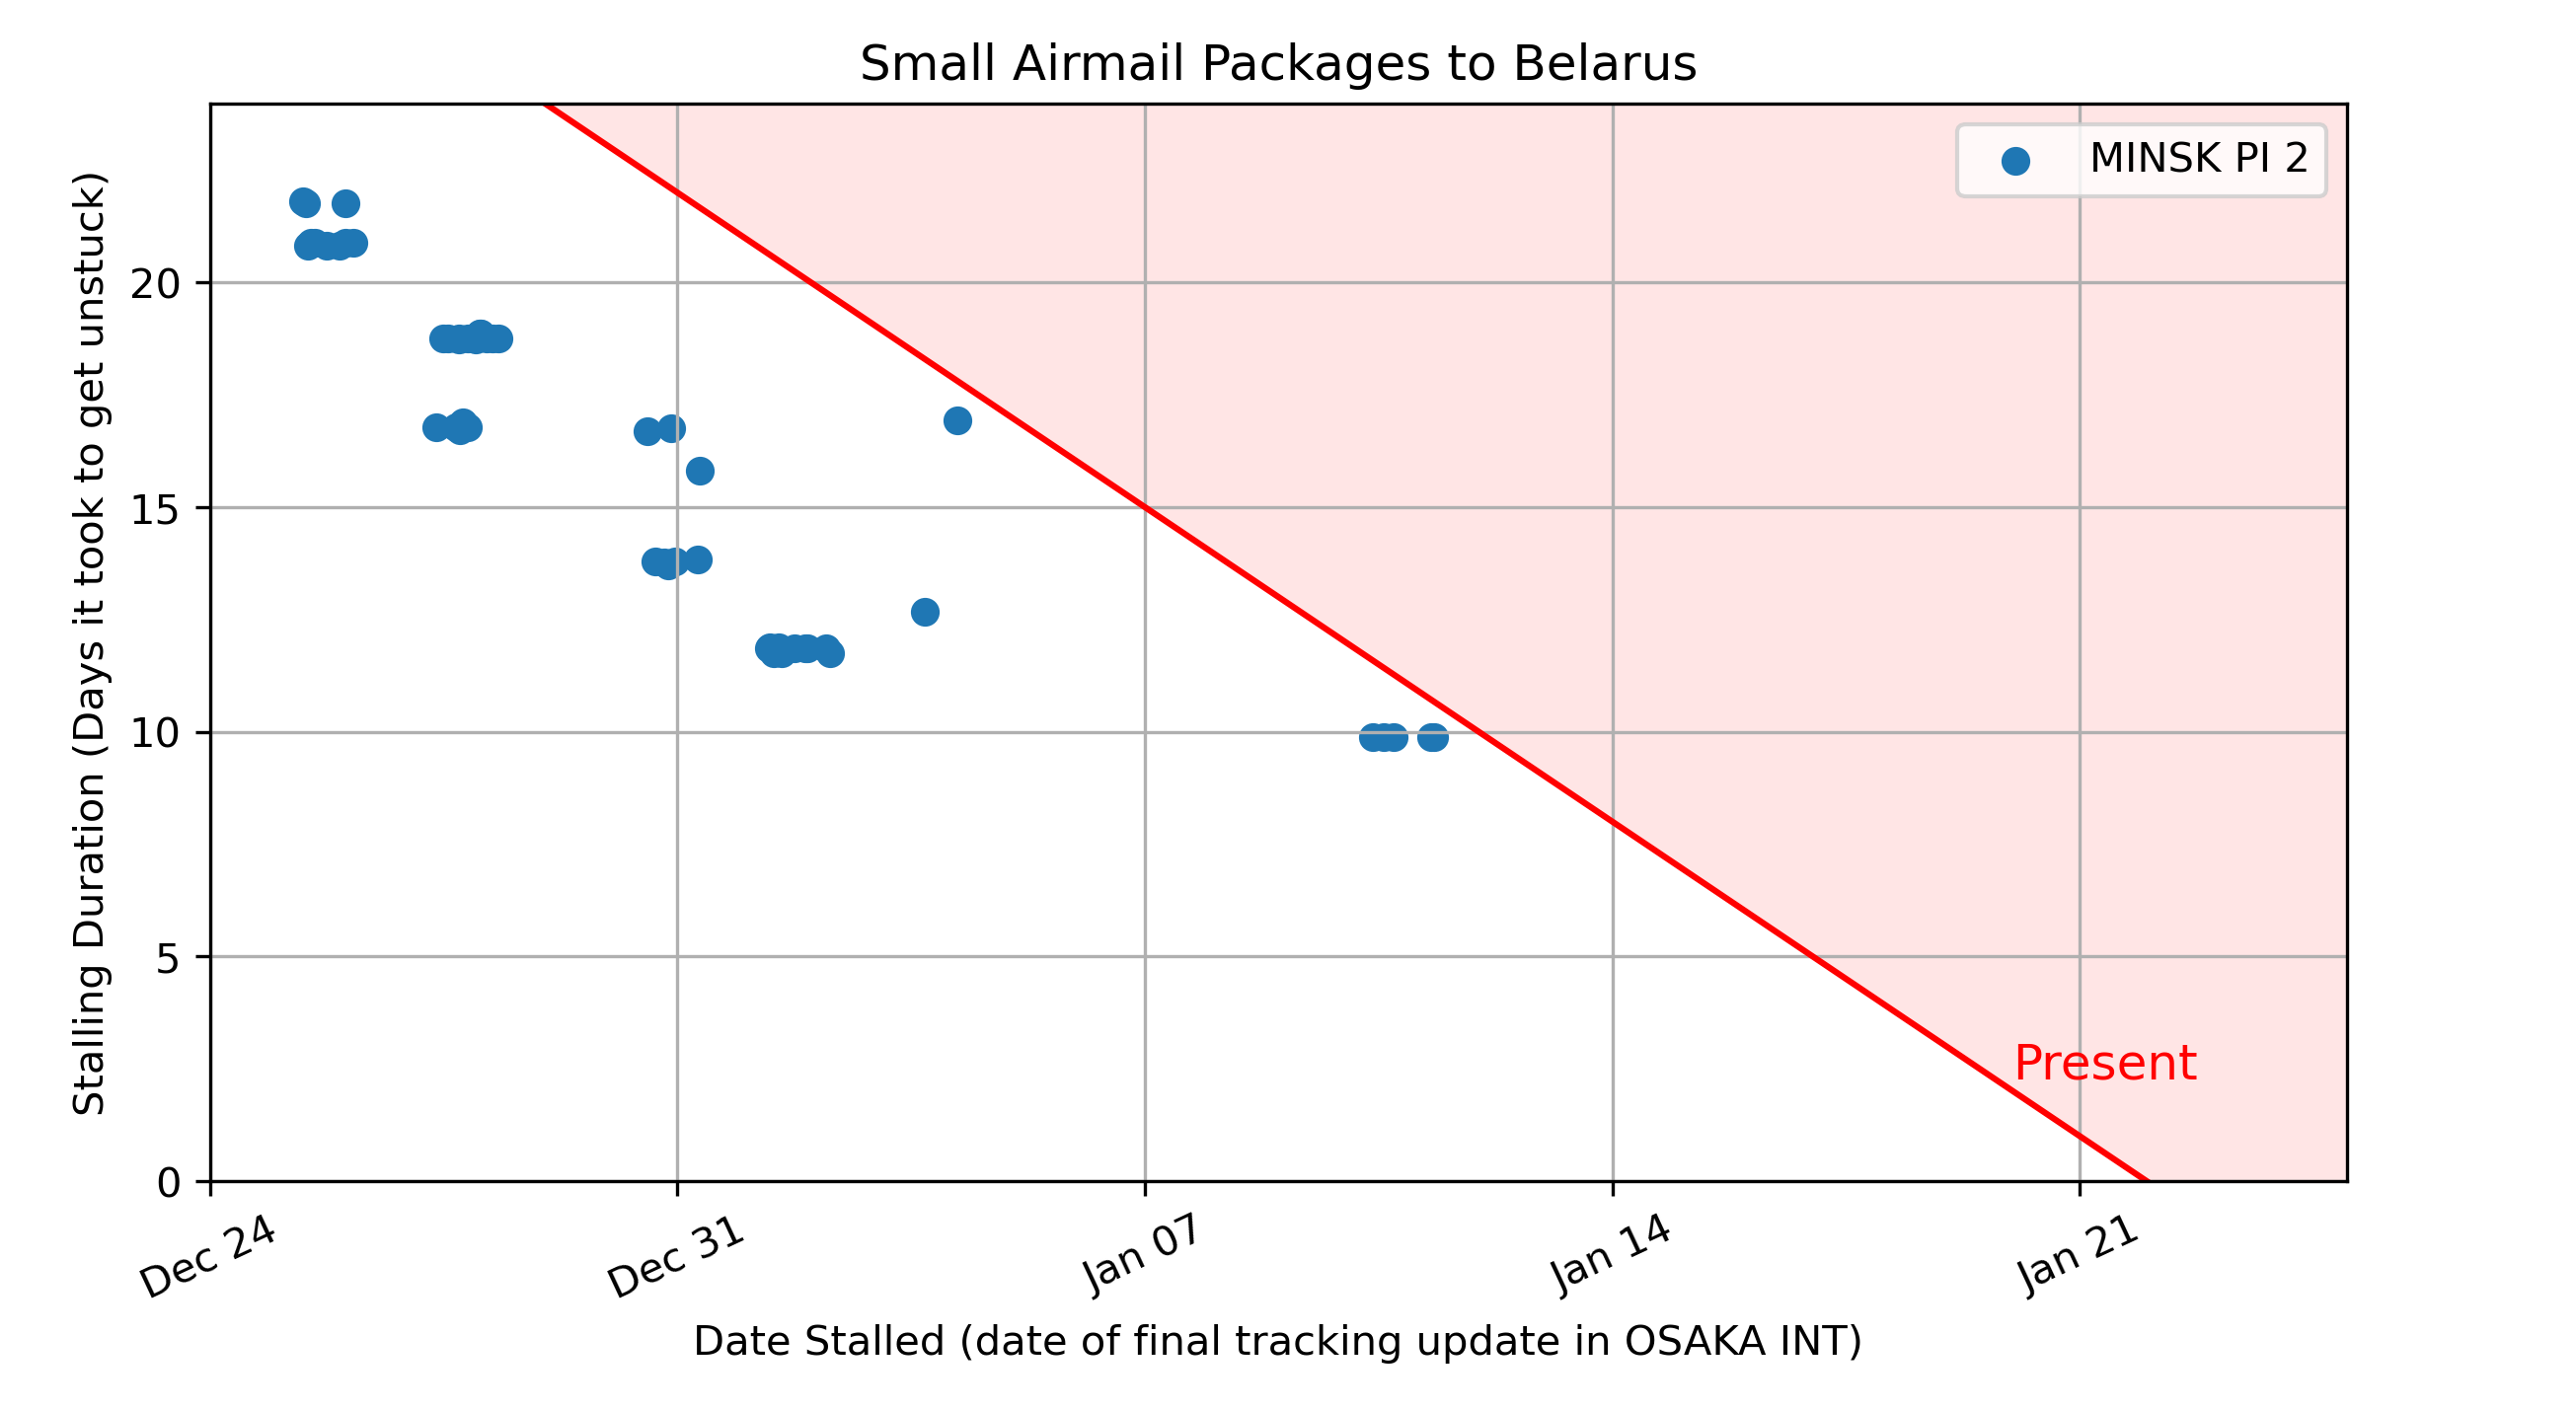 Small Airmail Packages to Belarus
MINSK PI 2
Stalling Duration (Days it took to get unstuck)
20
15
10
5
0
Present
Dec 24
Dec 31
Jan 07
Jan 14
Jan 21
Date Stalled (date of final tracking update in OSAKA INT)